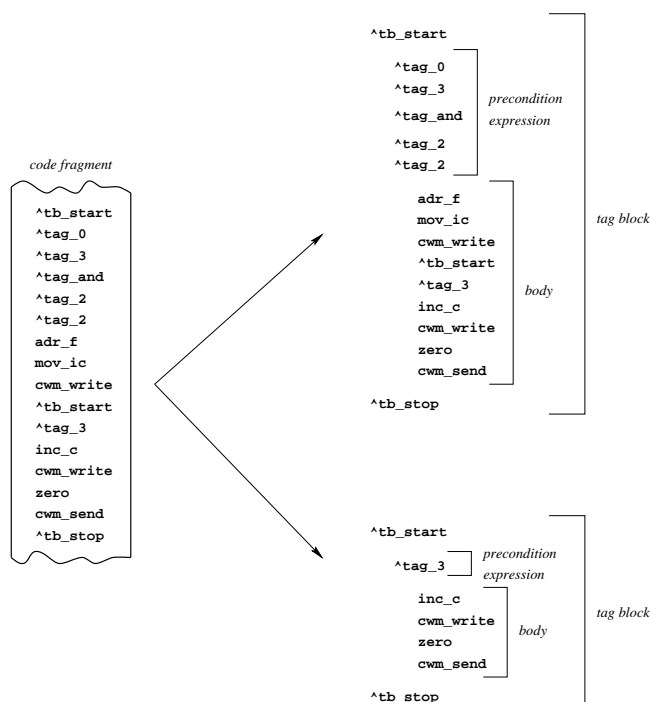 code fragment
^tb_start
^tag_0
^tag_3
^tag_and
^tag_2
^tag_2
adr_f
mov_ic
cwm_write
^tb_start
^tag_3
inc_c
cwm_write
zero
cwm_send
^tb_stop
^tb_start
^tag_0
^tag_3
^tag_and
^tag_2
^tag_2
precondition
expression
adr_f
mov_ic
cwm_write
^tb_start
^tag_3
inc_c
cwm_write
zero
cwm_send
body
^tb_stop
tag block
^tb_start
^tag_3
precondition
expression
inc_c
cwm_write
zero
cwm_send
body
^tb_stop
tag block